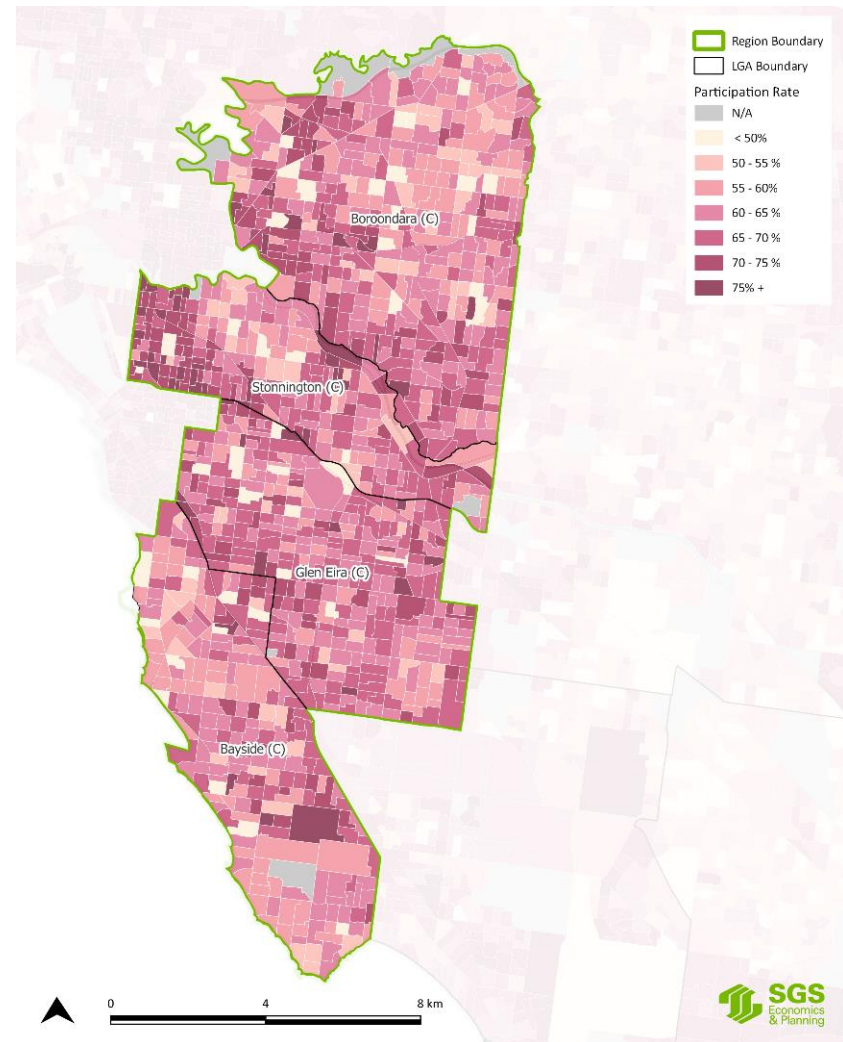 Region Boundary
LGA Boundary
Participation Rate
N/A
< 50%
50 - 55 %
55 - 60%
60 - 65 %
65 - 70 %
70 - 75 %
75% +
Boroondara (C)
Stonnington (C)
Glen Eira (C)
Bayside (C)
0 4 8 km
SGS
Economics
& Planning